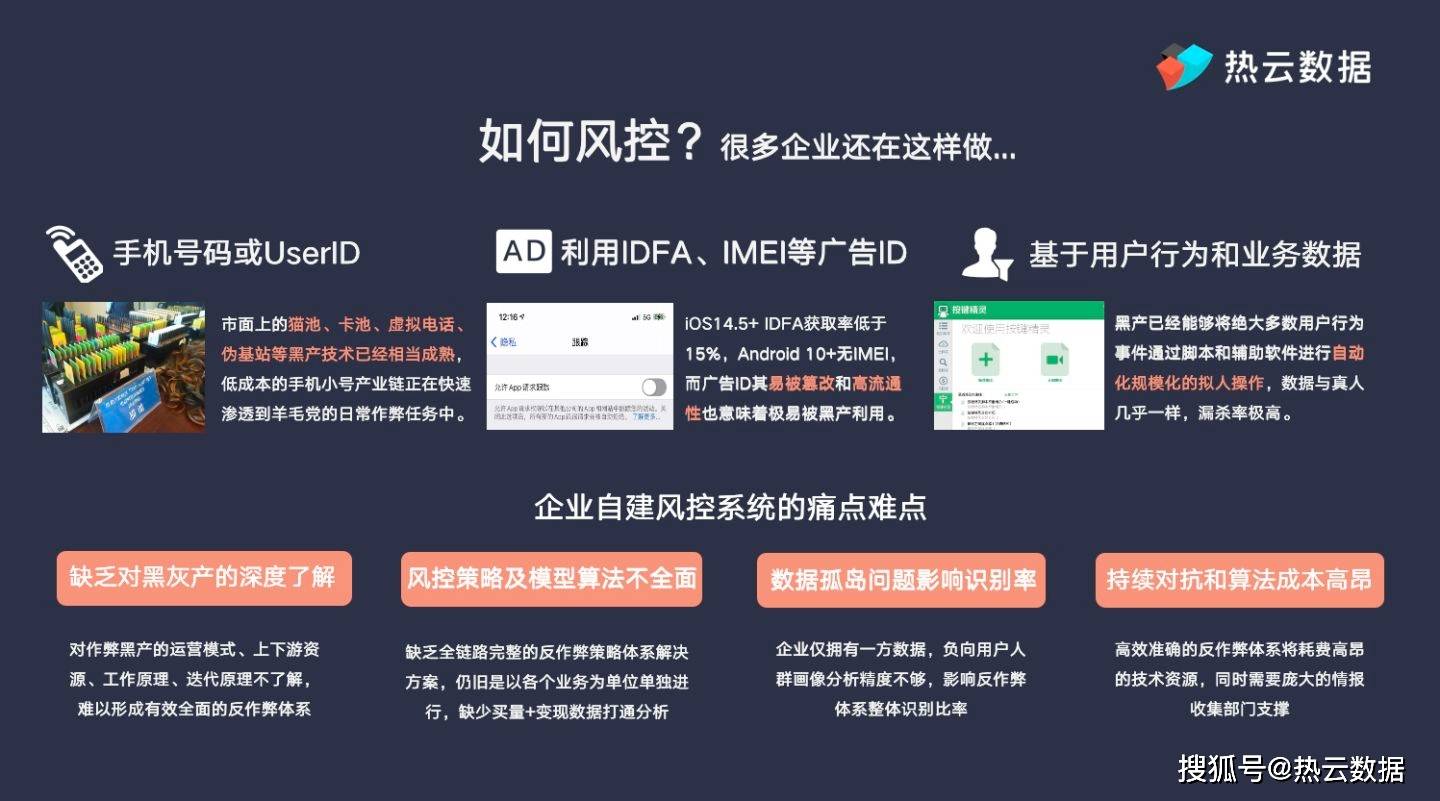 热云数据
如何风控？很多企业还在这样做...
手机号码或UserID
市面上的猫池、卡池、虚拟电话、
伪基站等黑产技术已经相当成熟，
低成本的手机小号产业链正在快速
渗透到羊毛党的日常作弊任务中。
AD 利用IDFA、IMEI等广告ID
12:16
5G
隐私
跟踪
允许App请求跟踪
了解更多...
iOS14.5+ IDFA获取率低于
15%，Android 10+无IMEI，
而广告ID其易被篡改和高流通
性也意味着极易被黑产利用。
基于用户行为和业务数据
按键精灵
欢迎使用按键精灵
黑产已经能够将绝大多数用户行为
事件通过脚本和辅助软件进行自动
化规模化的拟人操作，数据与真人
几乎一样，漏杀率极高。
企业自建风控系统的痛点难点
缺乏对黑灰产的深度了解
对作弊黑产的运营模式、上下游资
源、工作原理、迭代原理不了解，
难以形成有效全面的反作弊体系
风控策略及模型算法不全面
缺乏全链路完整的反作弊策略体系解决
方案，仍旧是以各个业务为单位单独进
行，缺少买量+变现数据打通分析
数据孤岛问题影响识别率
企业仅拥有一方数据，负向用户人
群画像分析精度不够，影响反作弊
体系整体识别比率
持续对抗和算法成本高昂
高效准确的反作弊体系将耗费高昂
的技术资源，同时需要庞大的情报
收集部门支撑
搜狐号@热云数据